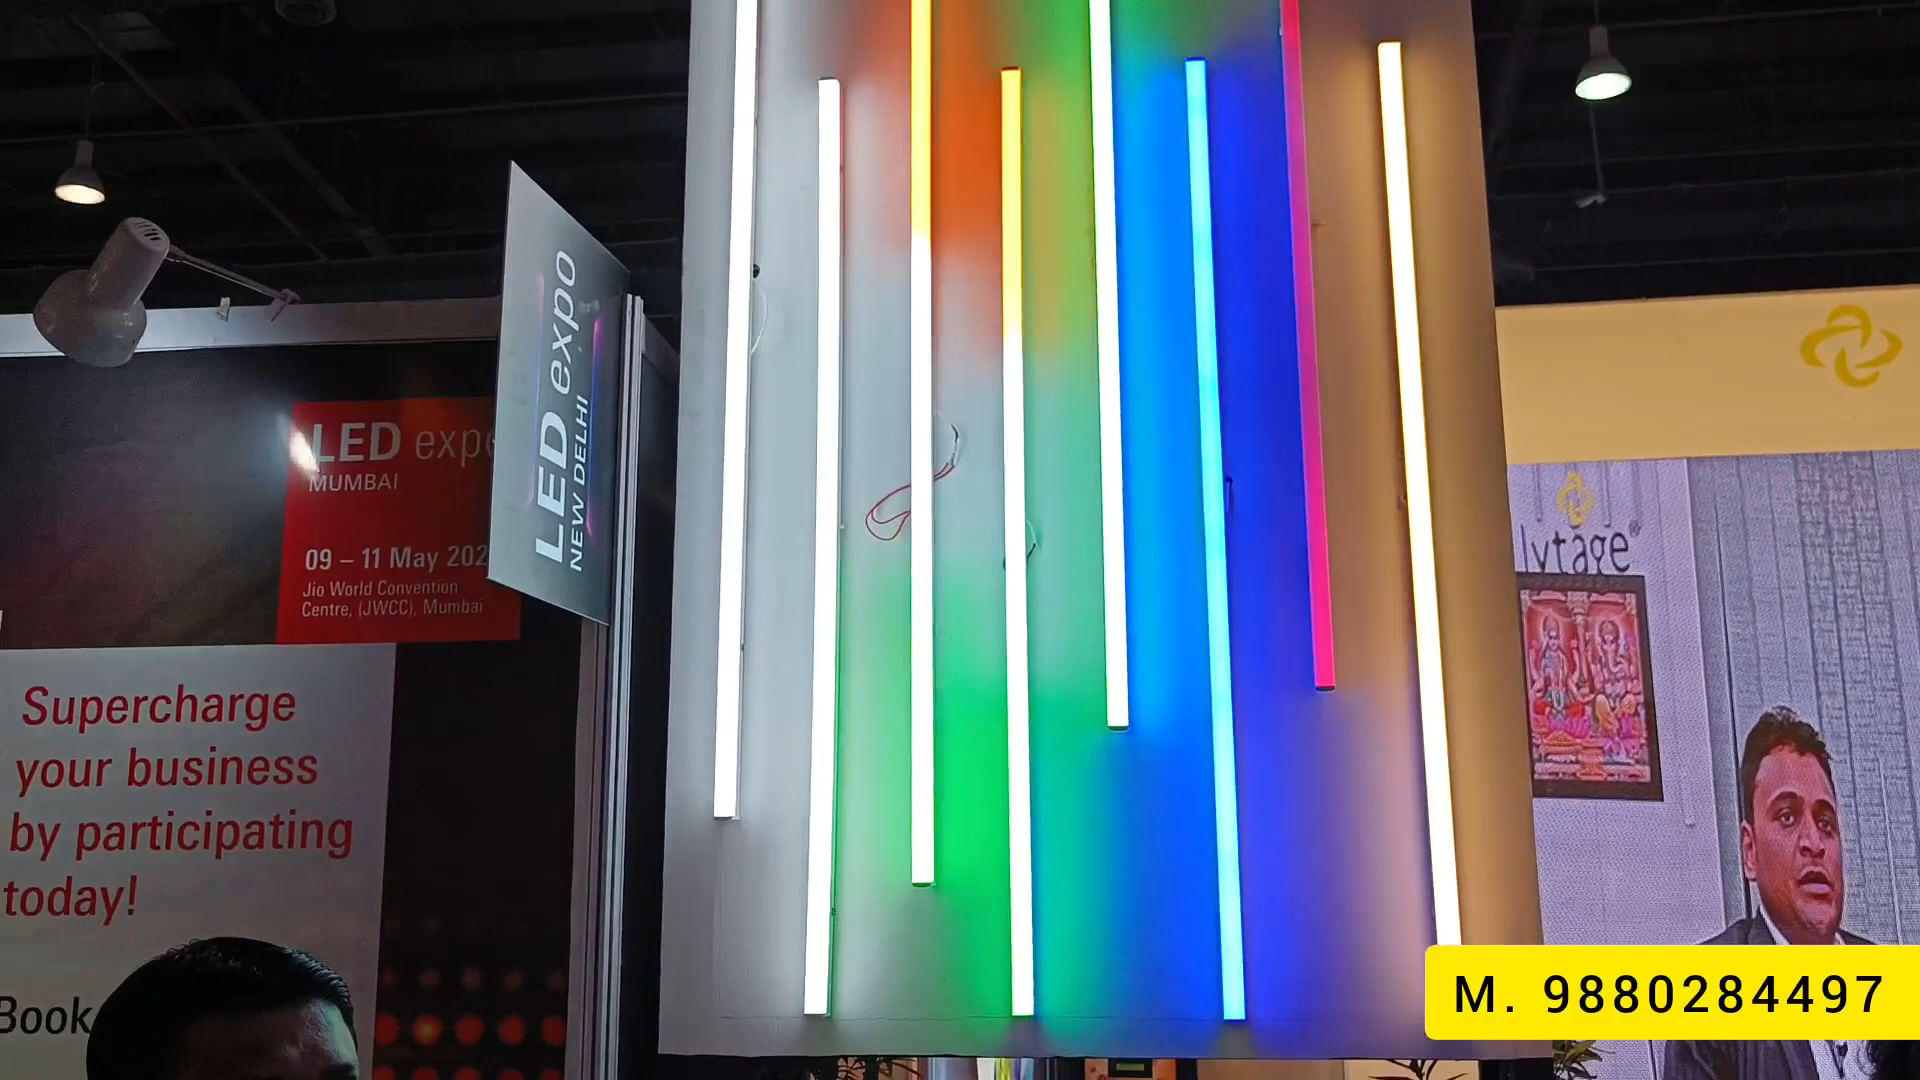 LED expo
NEW DELHI
LED expo
MUMBAI
09 – 11 May 202
Jio World Convention
Centre, (JWCC), Mumbai
Supercharge
your business
by participating
today!
Book
lytage®
M. 9880284497